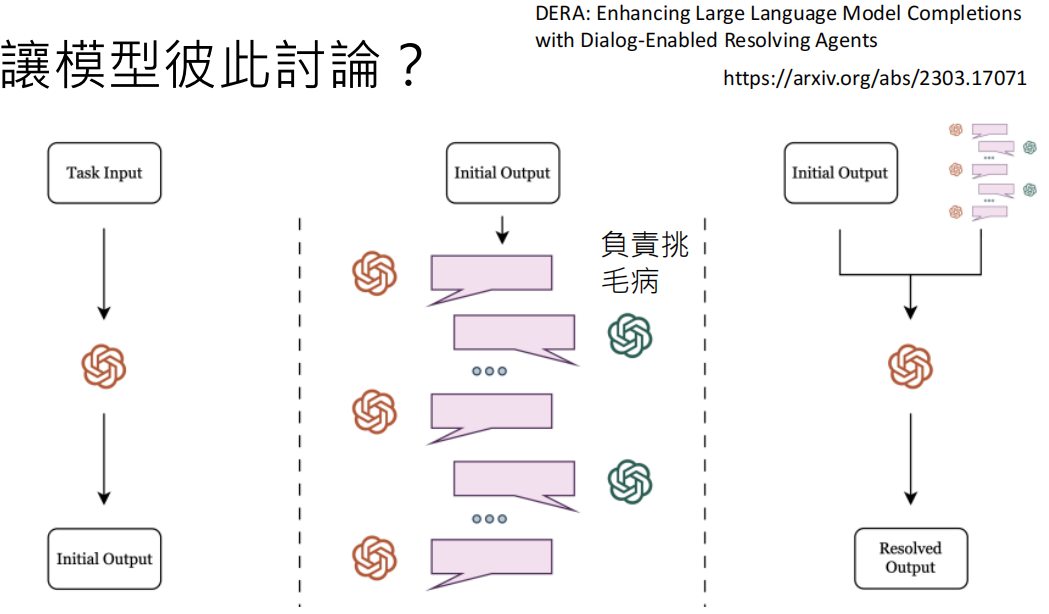 DERA: Enhancing Large Language Model Completions
with Dialog-Enabled Resolving Agents
讓模型彼此討論？
https://arxiv.org/abs/2303.17071
Task Input
Initial Output
Initial Output
負責挑
毛病
Initial Output
Initial Output
Resolved
Output